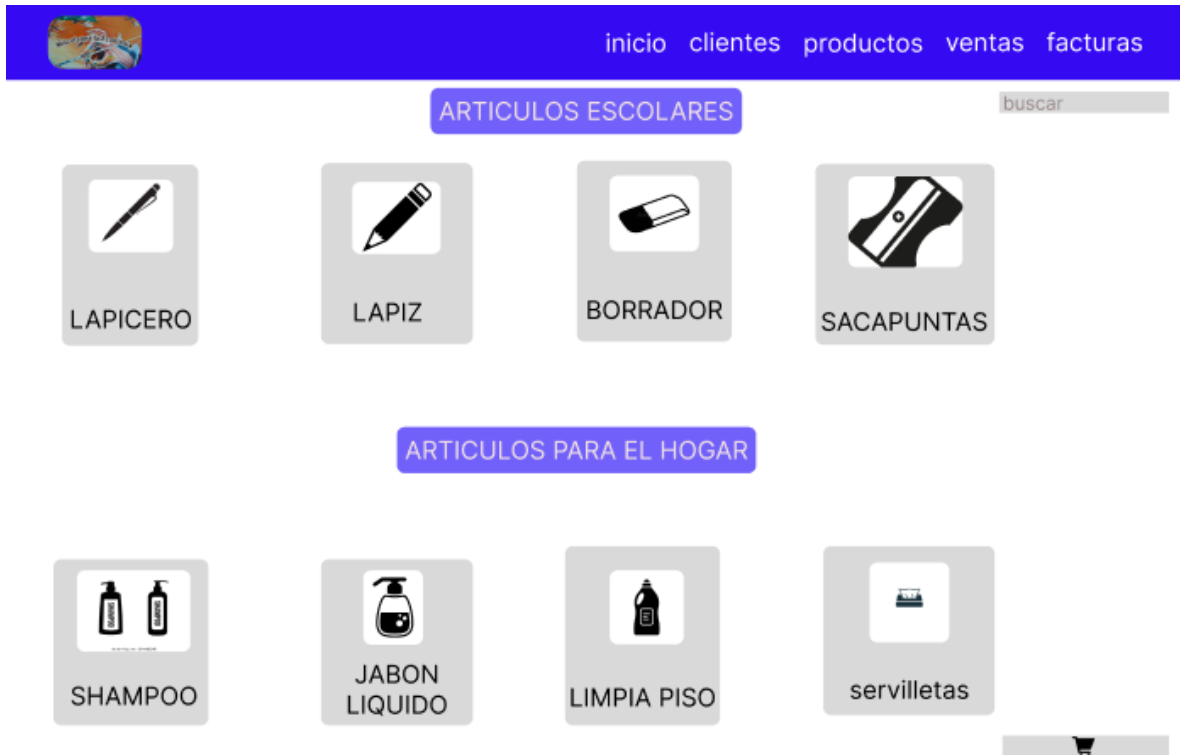 inicio clientes productos ventas facturas
buscar
ARTICULOS ESCOLARES
LAPICERO
LAPIZ
BORRADOR
SACAPUNTAS
ARTICULOS PARA EL HOGAR
SHAMPOO
JABON
LIQUIDO
LIMPIA PISO
servilletas